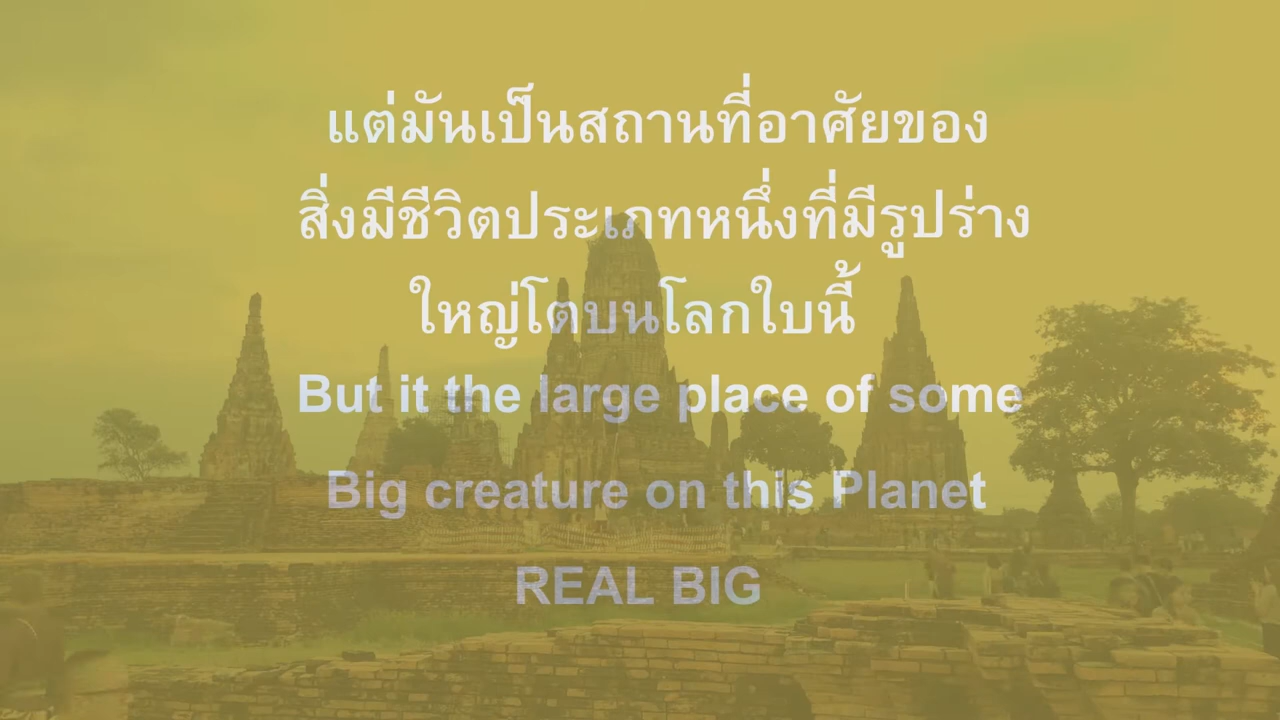 แต่มันเป็นสถานที่อาศัยของ
สิ่งมีชีวิตประเภทหนึ่งที่มีรูปร่าง
ใหญ่โตบนโลกใบนี้
But it the large place of some
Big creature on this Planet
REAL BIG